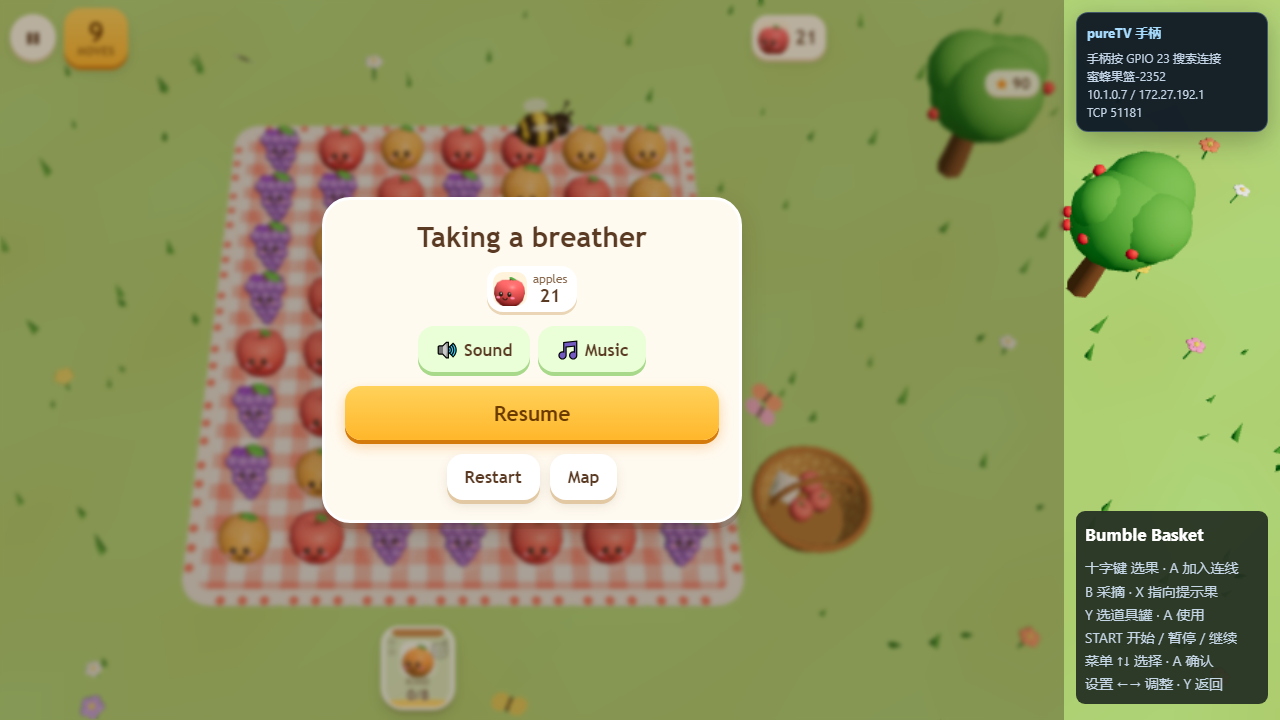 9
moves
21
90
Taking a breather
apples
21
Sound
Music
Resume
Restart
Map
0/8
pureTV 手柄
手柄按 GPIO 23 搜索连接
蜜蜂果篮-2352
10.1.0.7 / 172.27.192.1
TCP 51181
Bumble Basket
十字键 选果 · A 加入连线
B 采摘 · X 指向提示果
Y 选道具罐 · A 使用
START 开始 / 暂停 / 继续
菜单 ↑↓ 选择 · A 确认
设置 ←→ 调整 · Y 返回